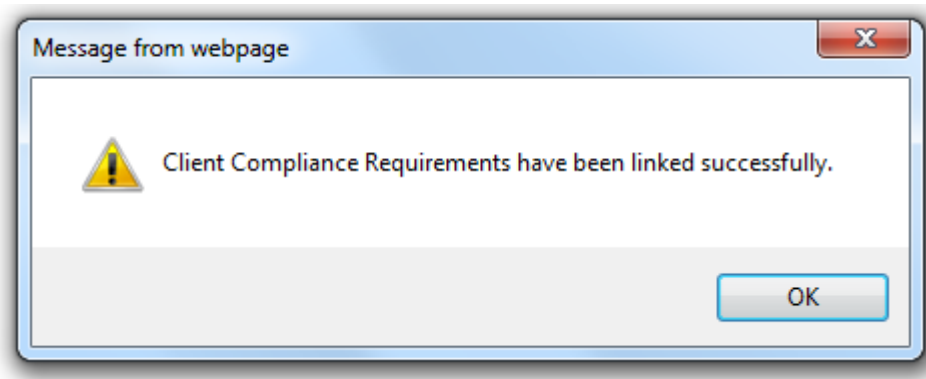 Message from webpage
Client Compliance Requirements have been linked successfully.
OK